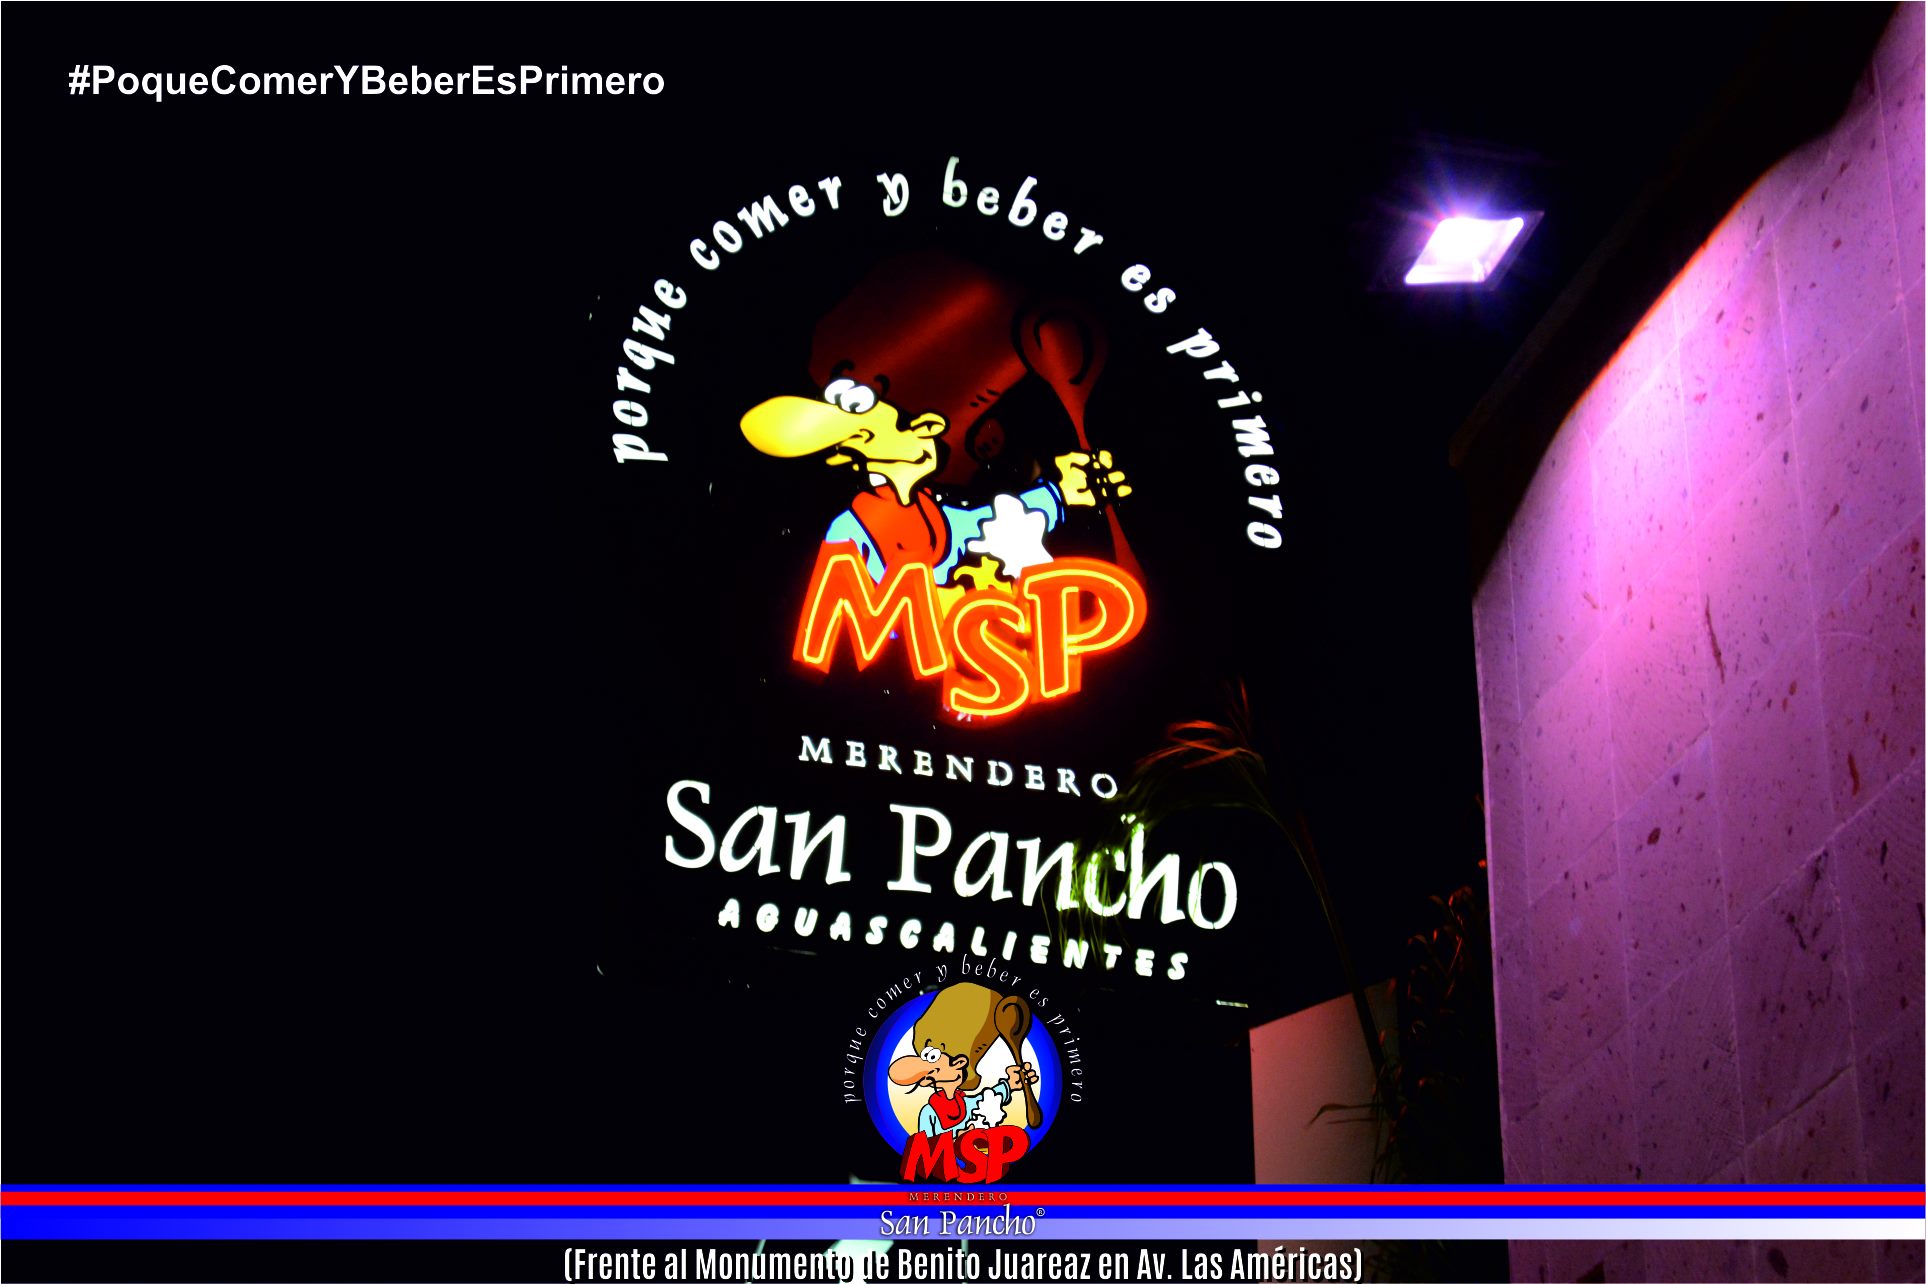 #PoqueComerYBeberEsPrimero
porque comer y beber es primero
MSP
MERENDERO
San Pancho
AGUASCALIENTES
porque comer y beber es primero
MSP
MERENDERO
San Pancho®
(Frente al Monumento de Benito Juareaz en Av. Las Américas)